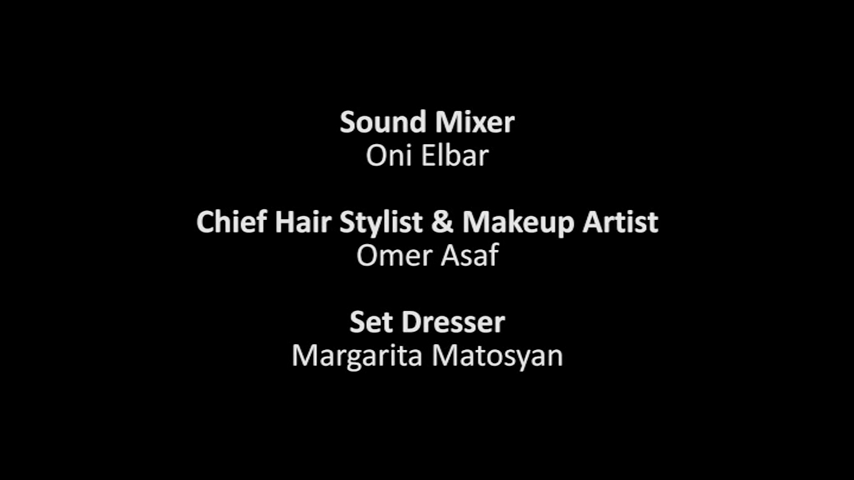 Sound Mixer
Oni Elbar
Chief Hair Stylist & Makeup Artist
Omer Asaf
Set Dresser
Margarita Matosyan